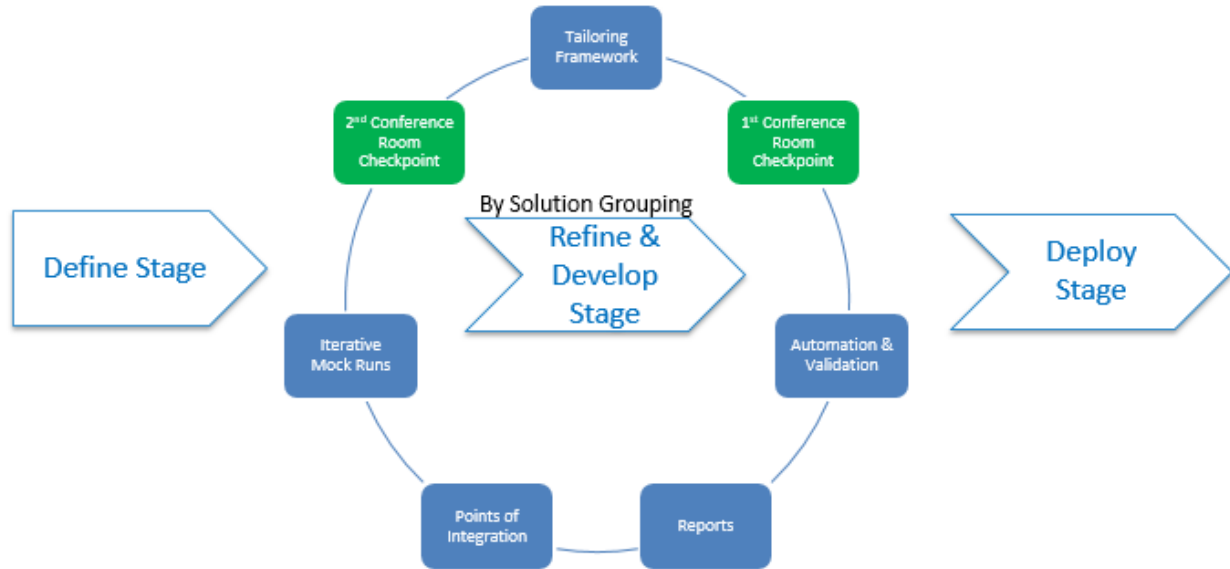 Tailoring
Framework
2nd Conference
Room
Checkpoint
1st Conference
Room
Checkpoint
By Solution Grouping
Define Stage
Refine &
Develop
Stage
Deploy
Stage
Iterative
Mock Runs
Automation &
Validation
Points of
Integration
Reports